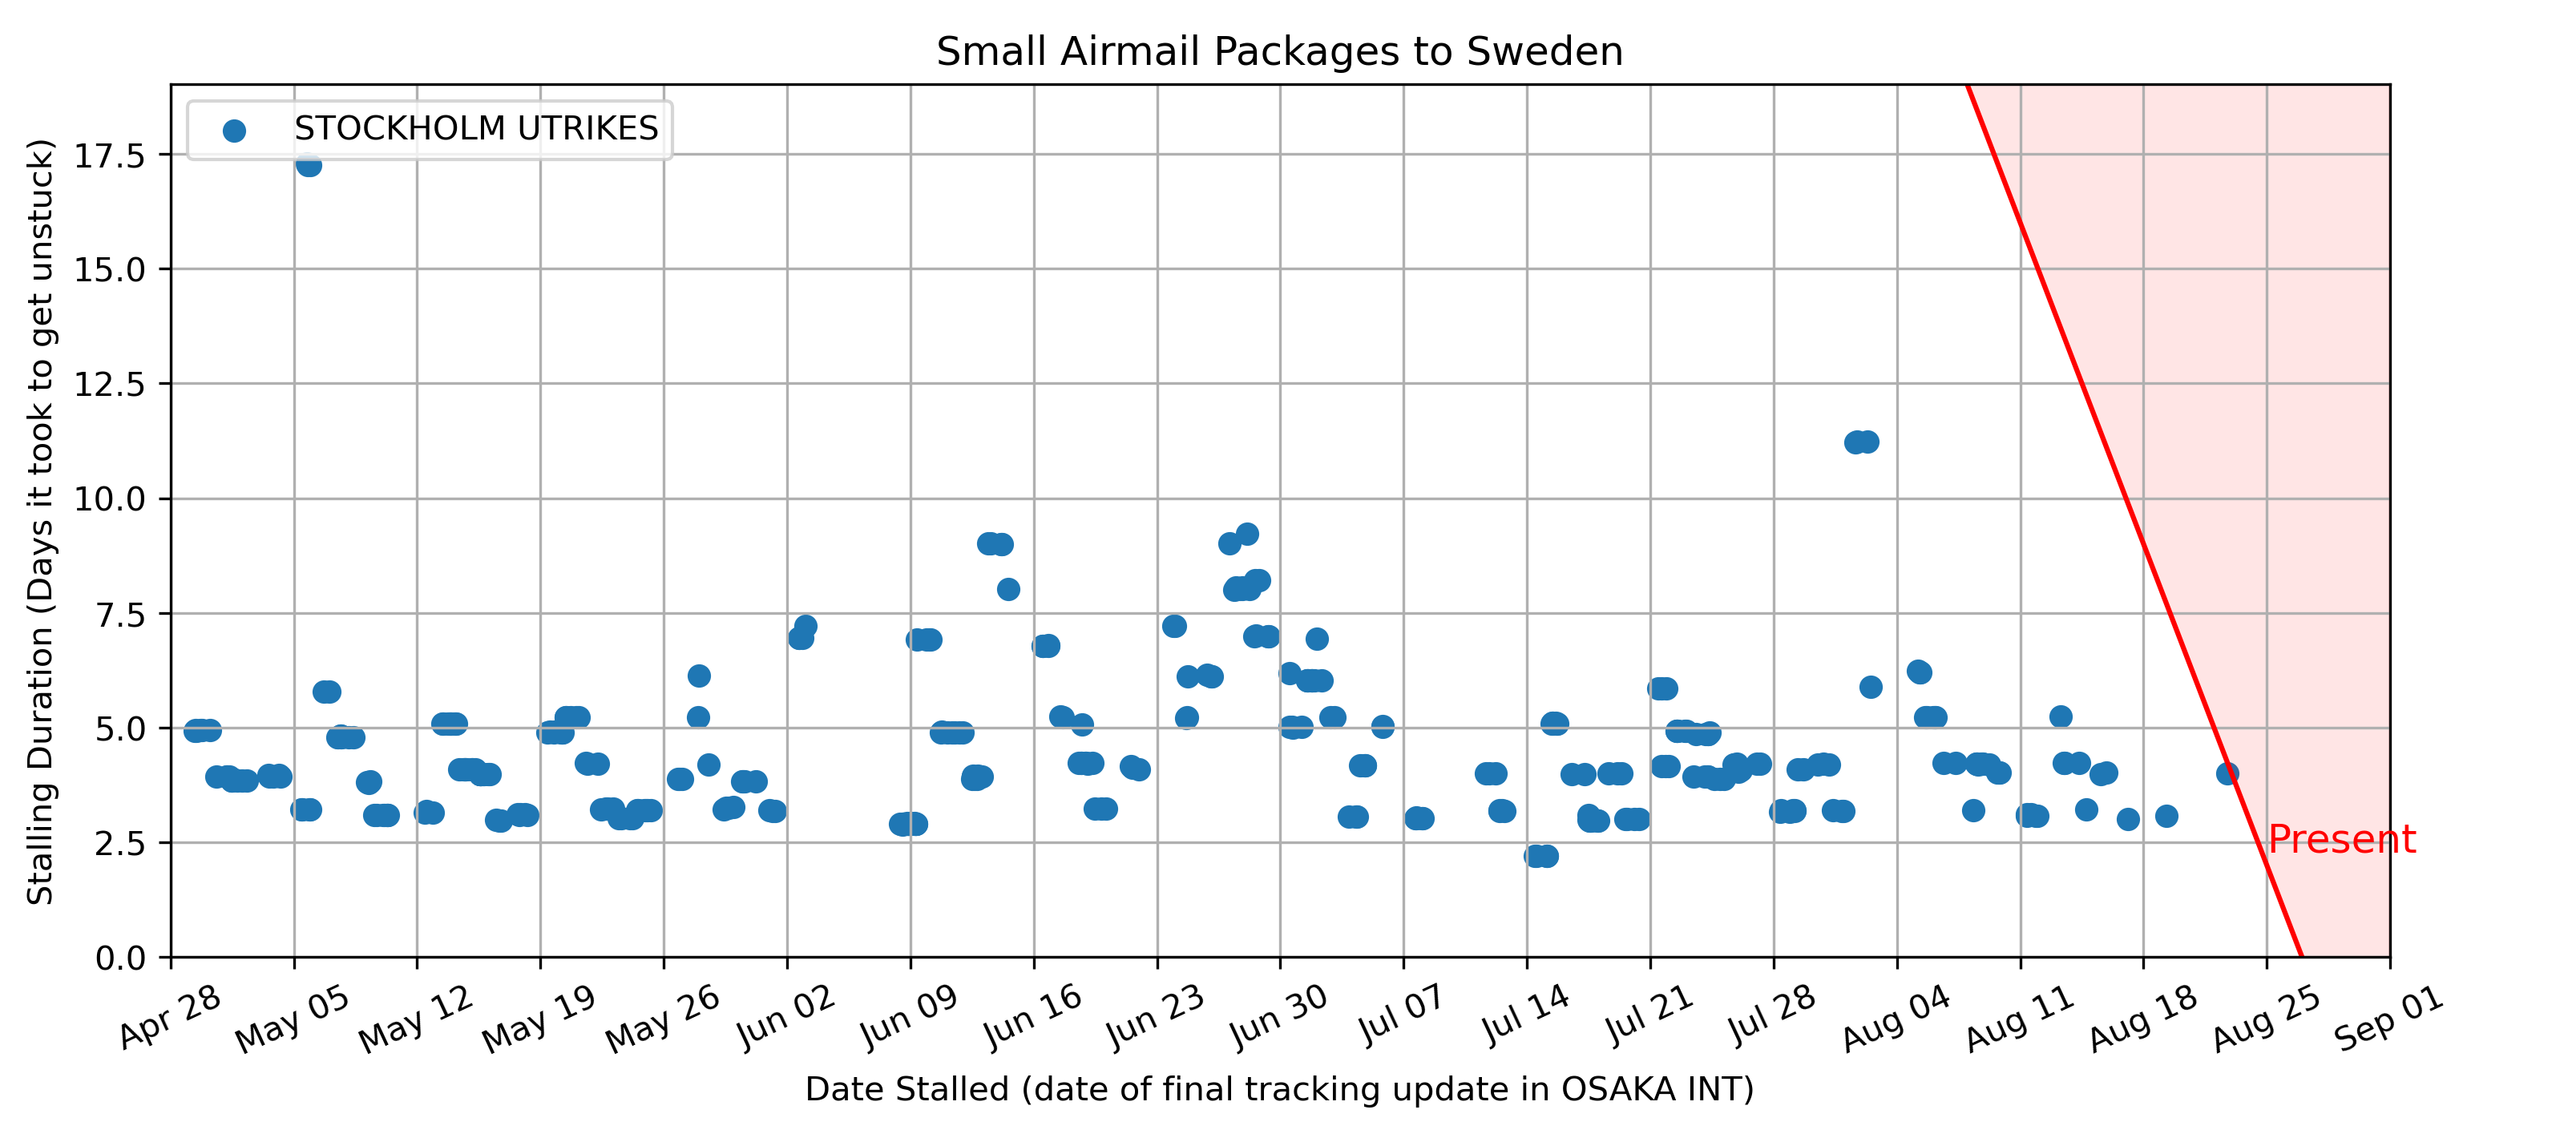 Small Airmail Packages to Sweden
STOCKHOLM UTRIKES
Stalling Duration (Days it took to get unstuck)
17.5
15.0
12.5
10.0
7.5
5.0
2.5
0.0
Present
Apr 28
May 05
May 12
May 19
May 26
Jun 02
Jun 09
Jun 16
Jun 23
Jun 30
Jul 07
Jul 14
Jul 21
Jul 28
Aug 04
Aug 11
Aug 18
Aug 25
Sep 01
Date Stalled (date of final tracking update in OSAKA INT)